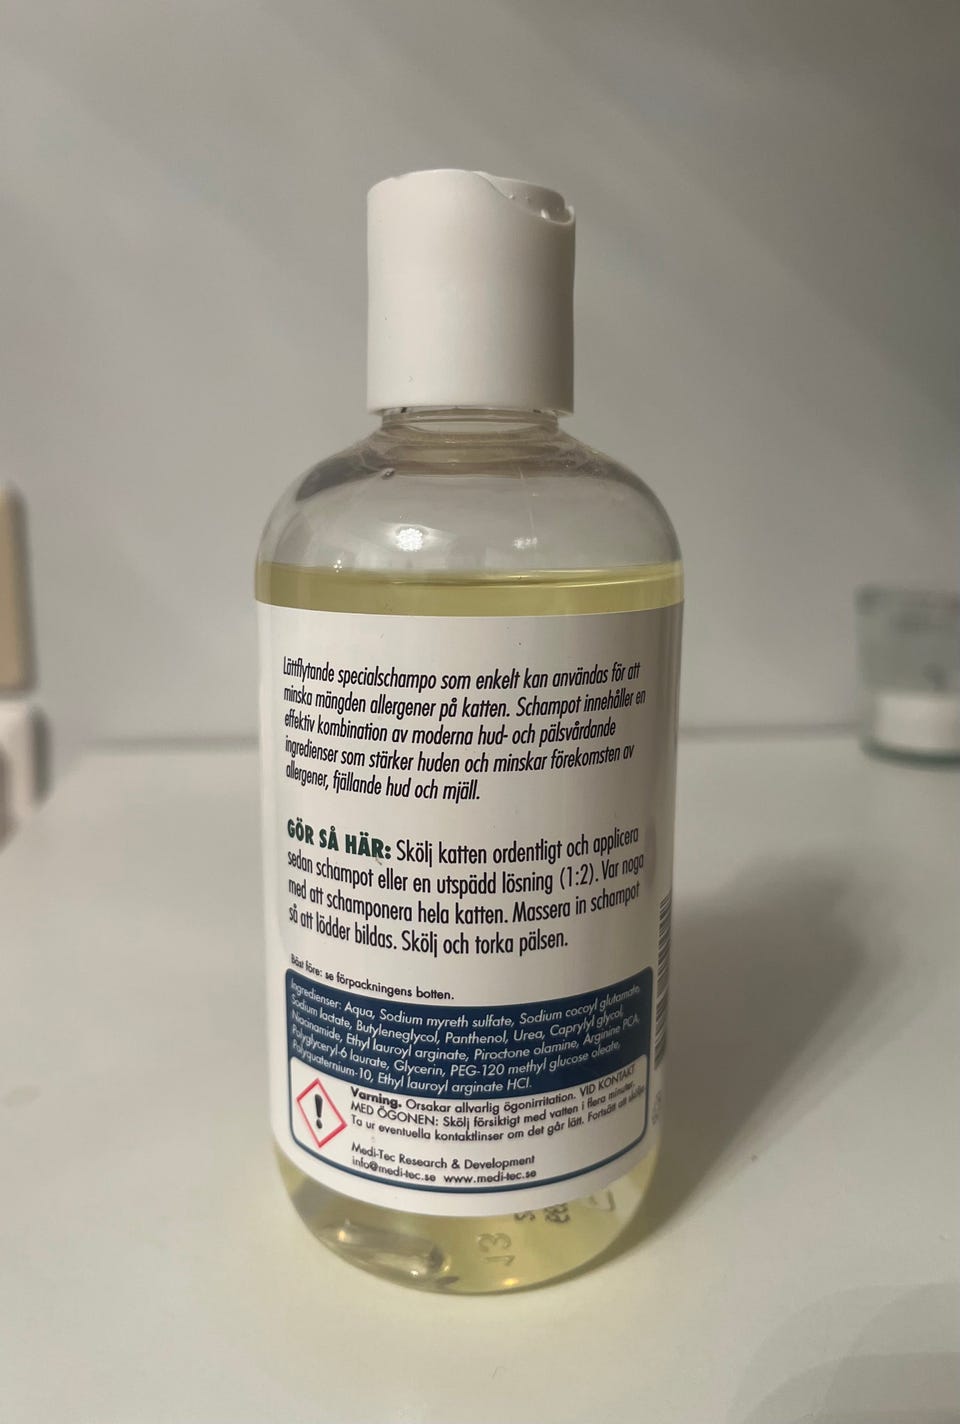 Lättflytande specialschampo som enkelt kan användas för att
minska mängden allergener på katten. Schampot innehåller en
effektiv kombination av moderna hud- och pälsvårdande
ingredienser som stärker huden och minskar förekomsten av
allergener, fjällande hud och mjäll.
GÖR SÅ HÄR: Skölj katten ordentligt och applicera
sedan schampot eller en utspädd lösning (1:2). Var noga
med att schamponera hela katten. Massera in schampot
så att lödder bildas. Skölj och torka pälsen.
Bäst före: se förpackningens botten.
Ingredienser: Aqua, Sodium myreth sulfate, Sodium cocoyl glutamate,
Sodium lactate, Butyleneglycol, Panthenol, Urea, Caprylyl glycol,
Niacinamide, Ethyl lauroyl arginate, Piroctone olamine, Arginine PCA,
Polyglyceryl-6 laurate, Glycerin, PEG-120 methyl glucose oleate,
Polyquaternium-10, Ethyl lauroyl arginate HCl.
Varning. Orsakar allvarlig ögonirritation. VID KONTAKT
MED ÖGONEN: Skölj försiktigt med vatten i flera minuter.
Ta ur eventuella kontaktlinser om det går lätt. Fortsätt att skölja.
Medi-Tec Research & Development
info@medi-tec.se www.medi-tec.se
13